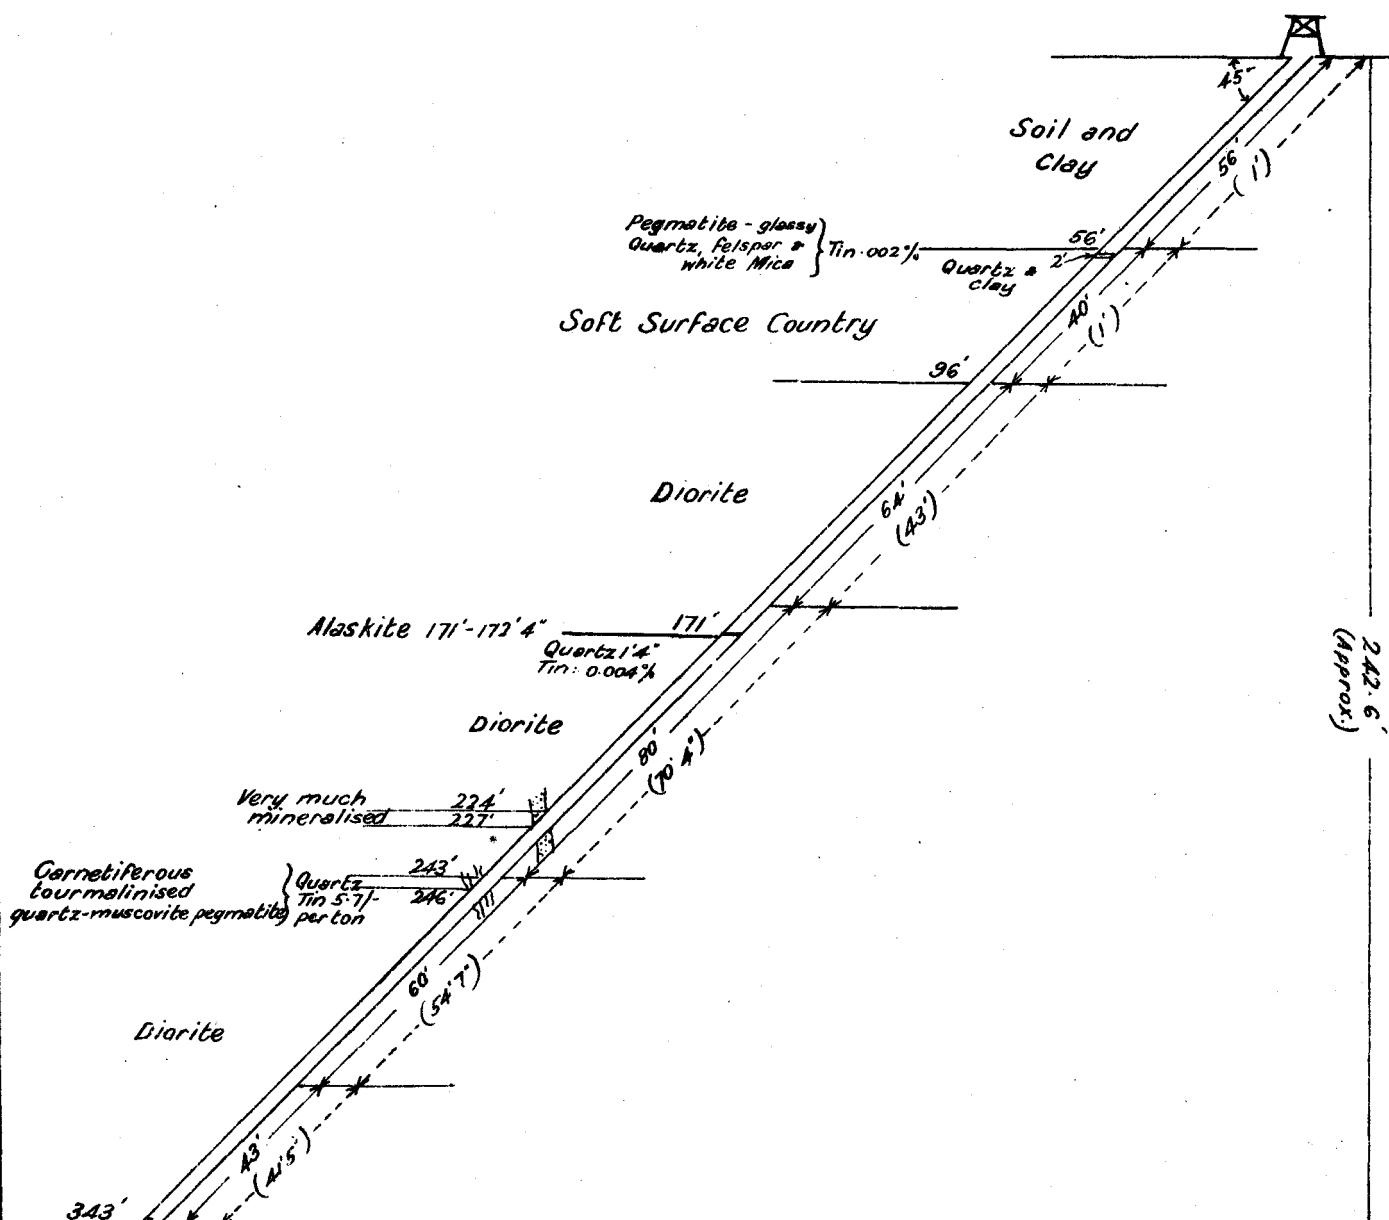 45°
Soil and
Clay
56'
(1')
Pegmatite - glassy
Quartz, Felspar &
white Mica
Tin .002%
56'
2'
Quartz &
clay
40'
(1')
Soft Surface Country
96'
Diorite
64'
(43')
Alaskite 171'-172'4"
171'
Quartz 1'4"
Tin: 0.004%
242.6'
(Approx.)
Diorite
80'
(70'4")
Very much
mineralised
224'
227'
Garnetiferous
tourmalinised
quartz-muscovite pegmatite
Quartz
Tin 5.7/-
per ton
243'
246'
60'
(54'7")
Diorite
43'
(41'5")
343'